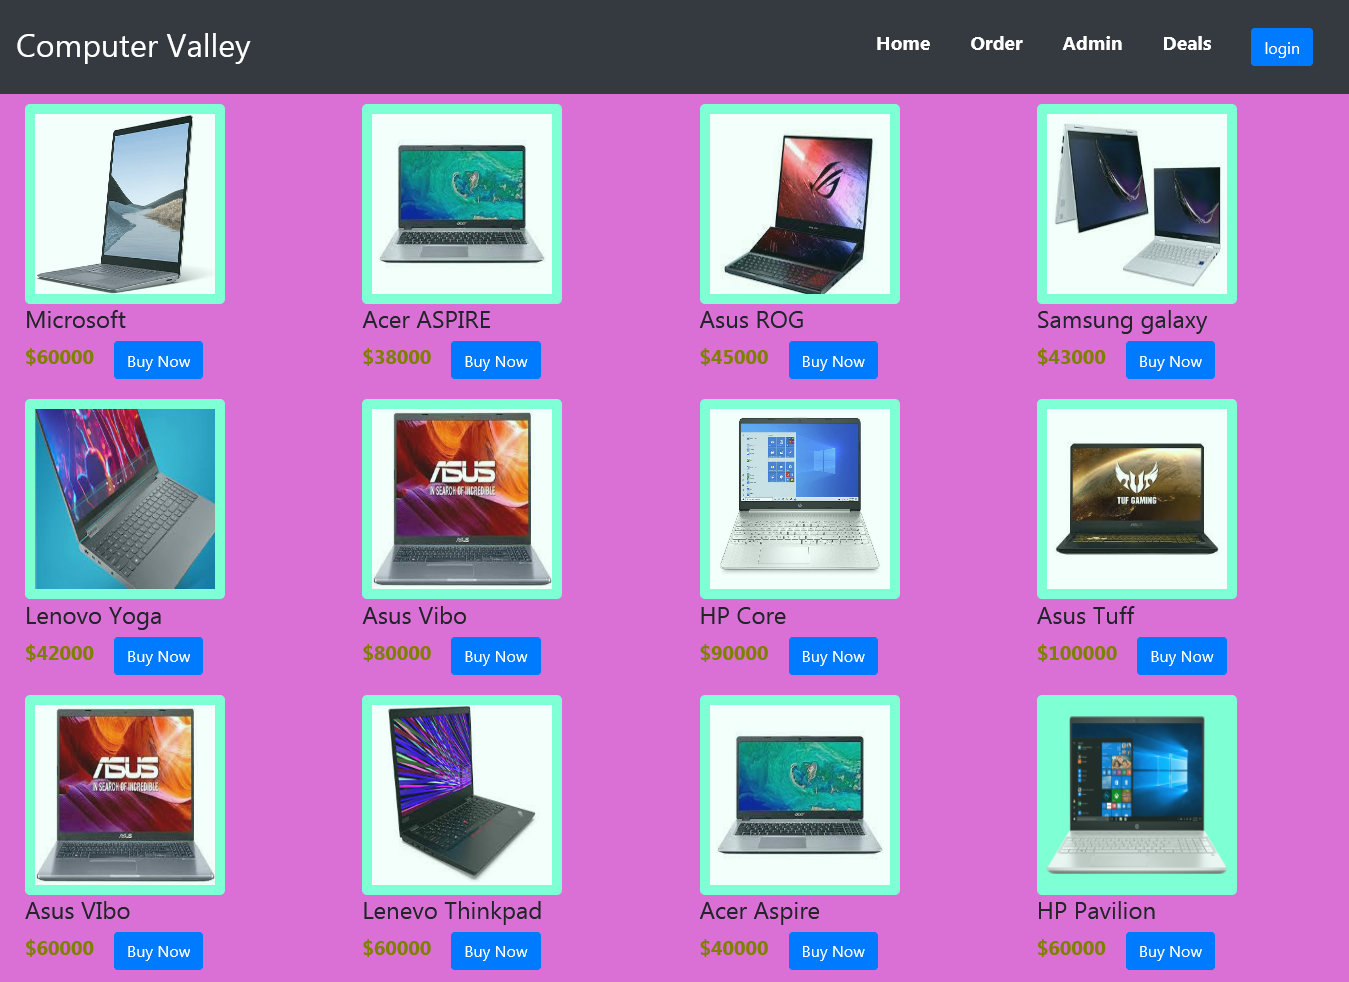 Computer Valley
Home Order Admin Deals login
Microsoft Acer ASPIRE Asus ROG Samsung galaxy
$60000 Buy Now $38000 Buy Now $45000 Buy Now $43000 Buy Now
ASUS
IN SEARCH OF INCREDIBLE
TUF GAMING
ASUS
Lenovo Yoga Asus Vibo HP Core Asus Tuff
$42000 Buy Now $80000 Buy Now $90000 Buy Now $100000 Buy Now
ASUS
IN SEARCH OF INCREDIBLE
ASUS
Asus VIbo Lenevo Thinkpad Acer Aspire HP Pavilion
$60000 Buy Now $60000 Buy Now $40000 Buy Now $60000 Buy Now